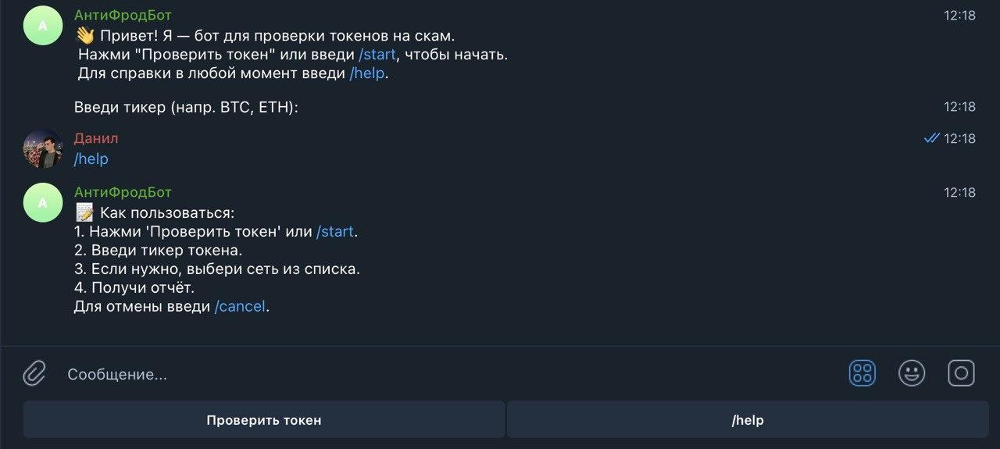 А
АнтиФродБот
12:18
👋 Привет! Я — бот для проверки токенов на скам.
Нажми "Проверить токен" или введи /start, чтобы начать.
Для справки в любой момент введи /help.
Введи тикер (напр. BTC, ETH):
12:18
Данил
12:18
/help
А
АнтиФродБот
12:18
📝 Как пользоваться:
1. Нажми 'Проверить токен' или /start.
2. Введи тикер токена.
3. Если нужно, выбери сеть из списка.
4. Получи отчёт.
Для отмены введи /cancel.
Сообщение...
Проверить токен
/help